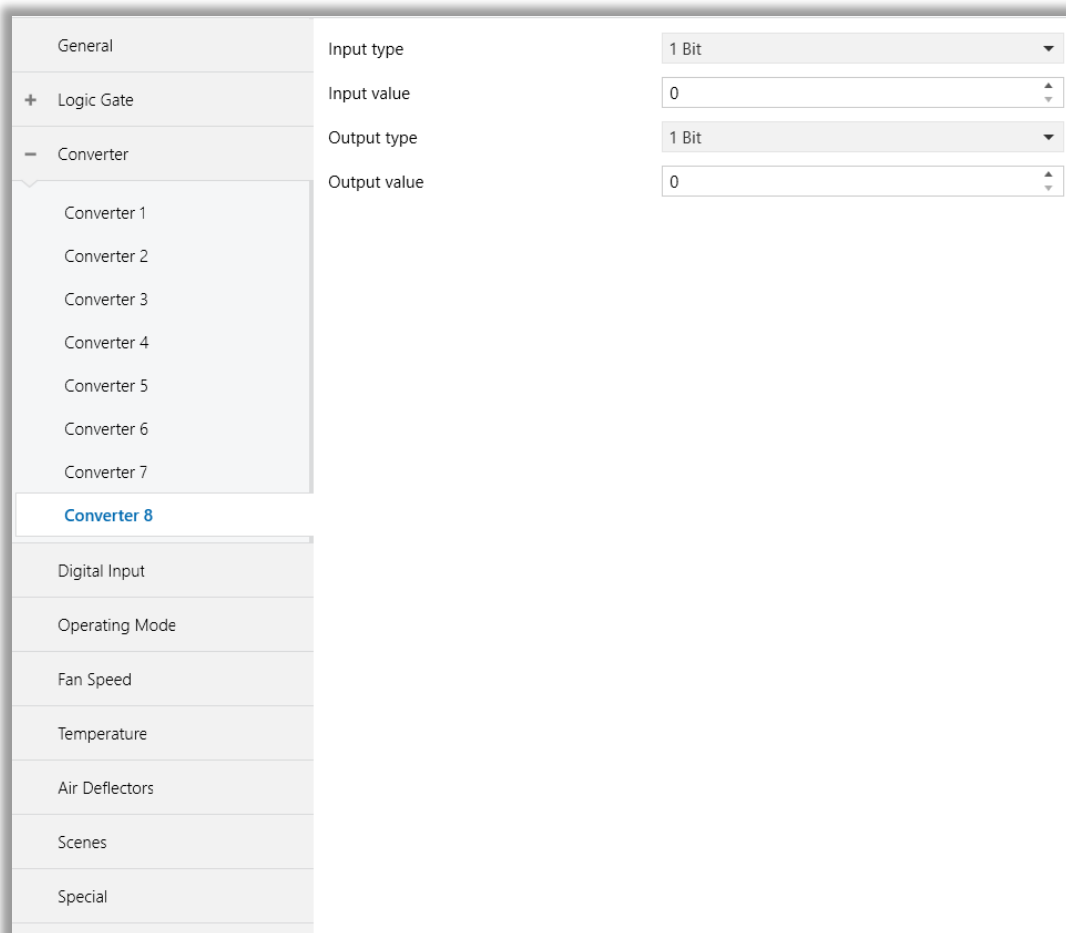 General
+ Logic Gate
− Converter
Converter 1
Converter 2
Converter 3
Converter 4
Converter 5
Converter 6
Converter 7
Converter 8
Digital Input
Operating Mode
Fan Speed
Temperature
Air Deflectors
Scenes
Special
Input type 1 Bit
Input value 0
Output type 1 Bit
Output value 0